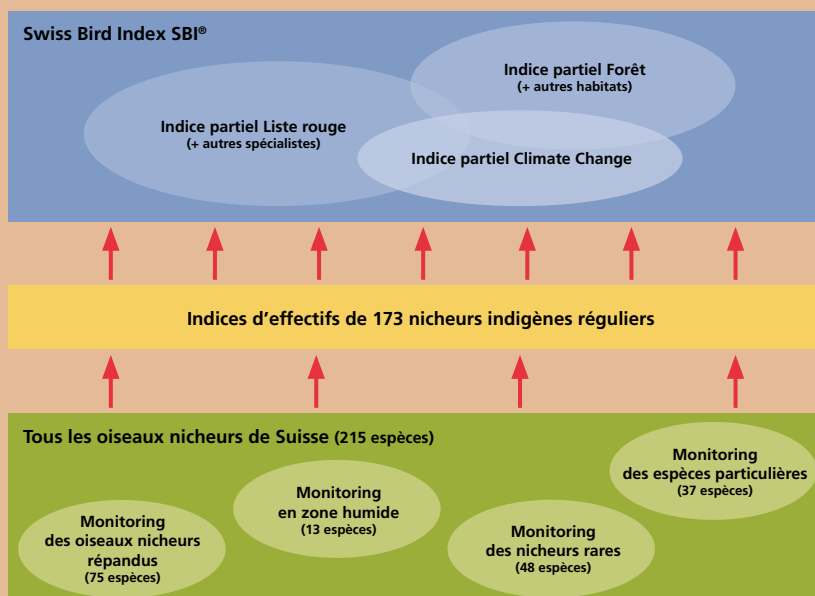 Swiss Bird Index SBI®
Indice partiel Forêt
(+ autres habitats)
Indice partiel Liste rouge
(+ autres spécialistes)
Indice partiel Climate Change
Indices d’effectifs de 173 nicheurs indigènes réguliers
Tous les oiseaux nicheurs de Suisse (215 espèces)
Monitoring
des espèces particulières
(37 espèces)
Monitoring
en zone humide
(13 espèces)
Monitoring
des oiseaux nicheurs
répandus
(75 espèces)
Monitoring
des nicheurs rares
(48 espèces)